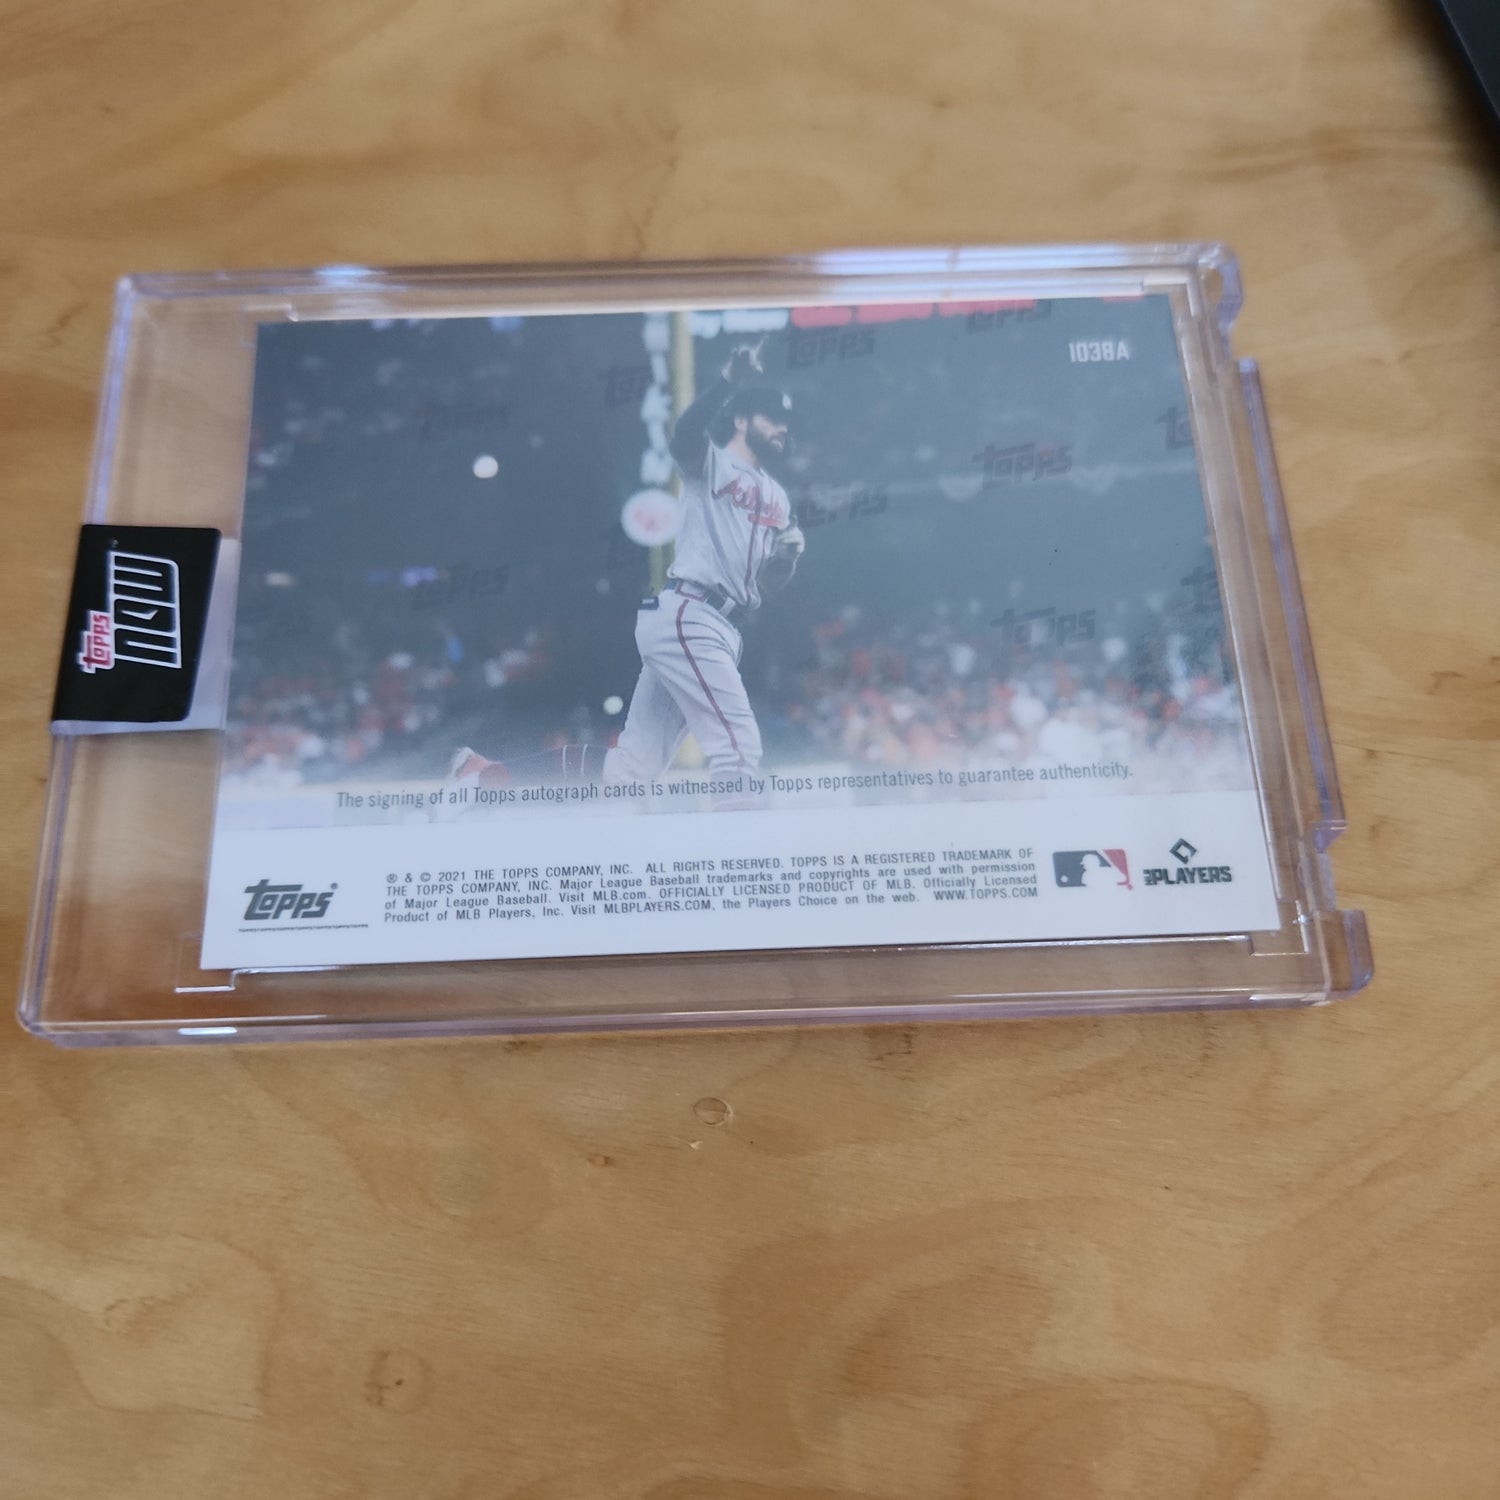 1038A
Atlanta
topps
NOW
The signing of all Topps autograph cards is witnessed by Topps representatives to guarantee authenticity.
topps
® & © 2021 THE TOPPS COMPANY, INC. ALL RIGHTS RESERVED. TOPPS IS A REGISTERED TRADEMARK OF
THE TOPPS COMPANY, INC. Major League Baseball trademarks and copyrights are used with permission
of Major League Baseball. Visit MLB.com. OFFICIALLY LICENSED PRODUCT OF MLB. Officially Licensed
Product of MLB Players, Inc. Visit MLBPLAYERS.COM, the Players Choice on the web. WWW.TOPPS.COM
PLAYERS